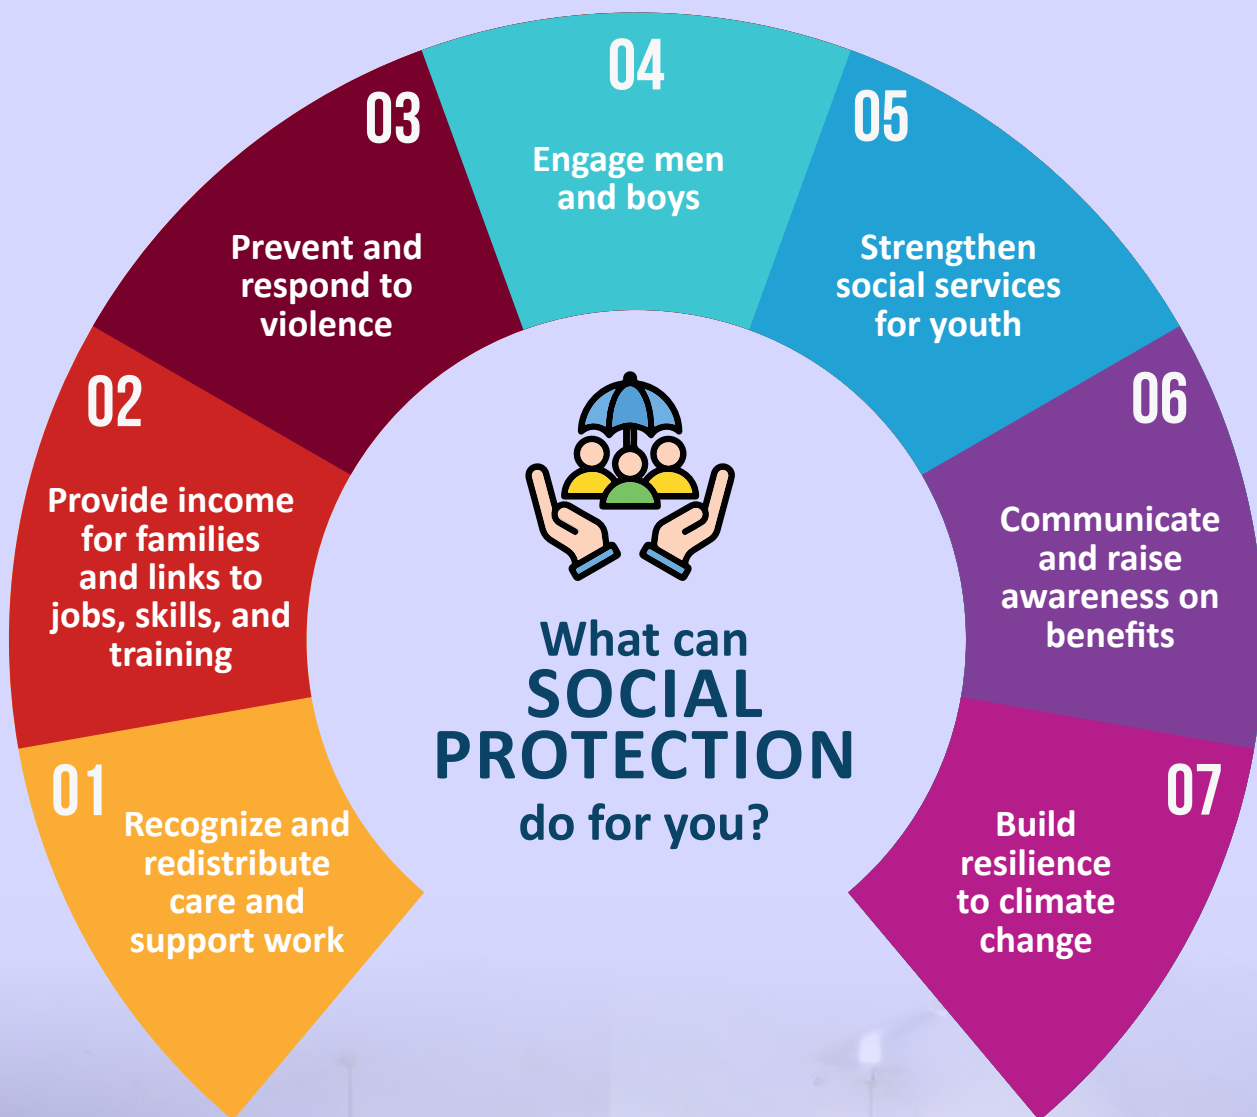 What can
SOCIAL
PROTECTION
do for you?
01
Recognize and
redistribute
care and
support work
02
Provide income
for families
and links to
jobs, skills, and
training
03
Prevent and
respond to
violence
04
Engage men
and boys
05
Strengthen
social services
for youth
06
Communicate
and raise
awareness on
benefits
07
Build
resilience
to climate
change